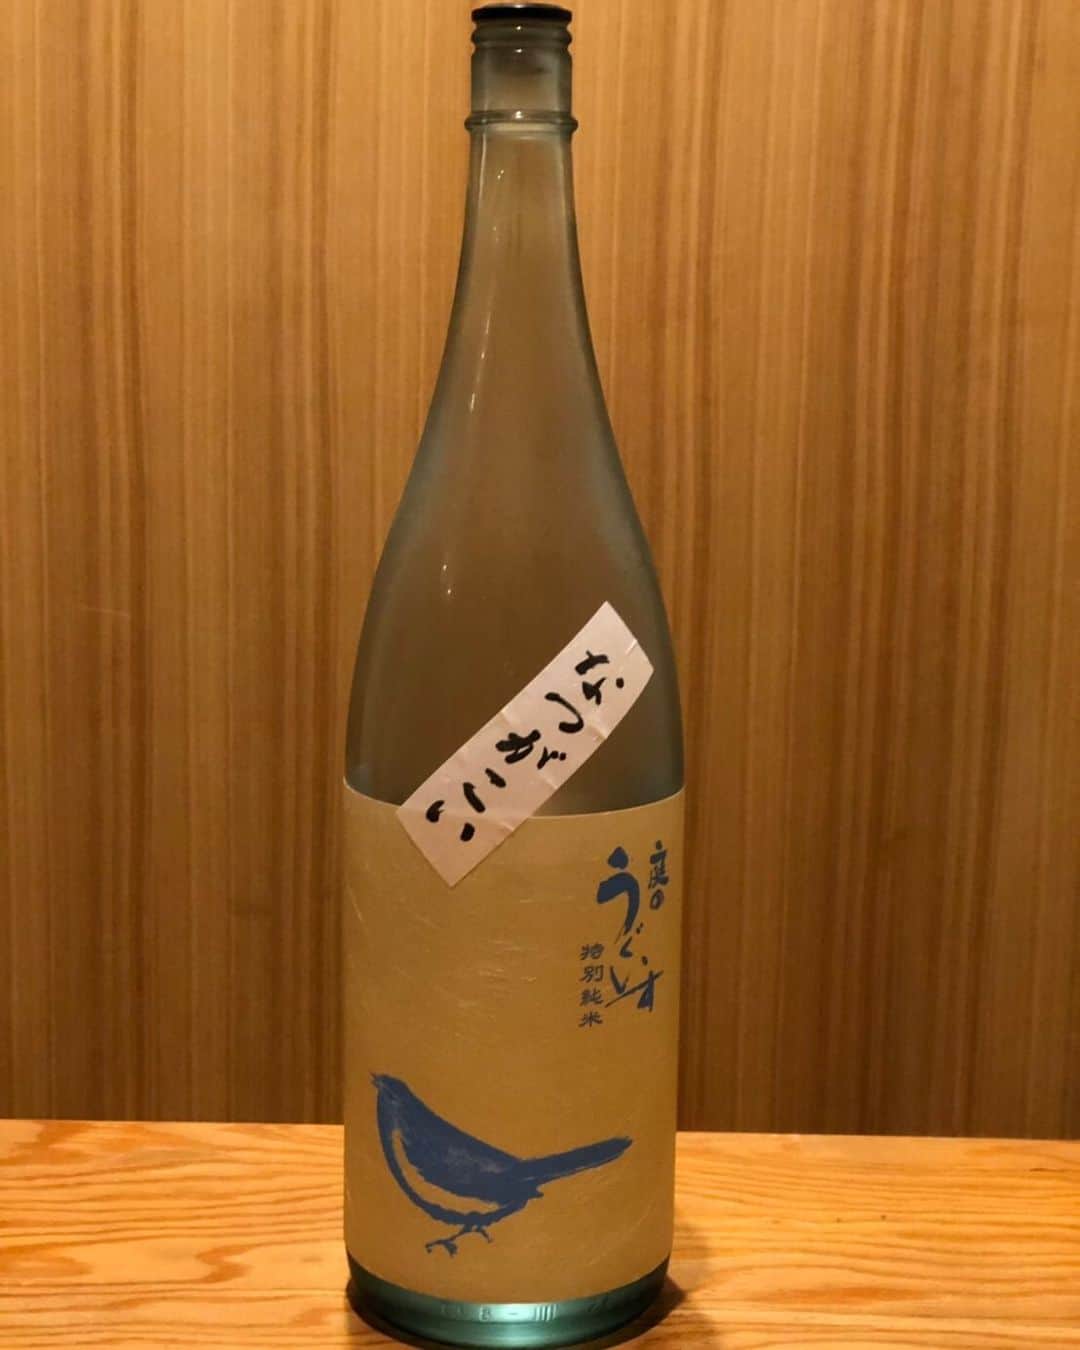 なつがこい
庭の
うぐいす
特別純米